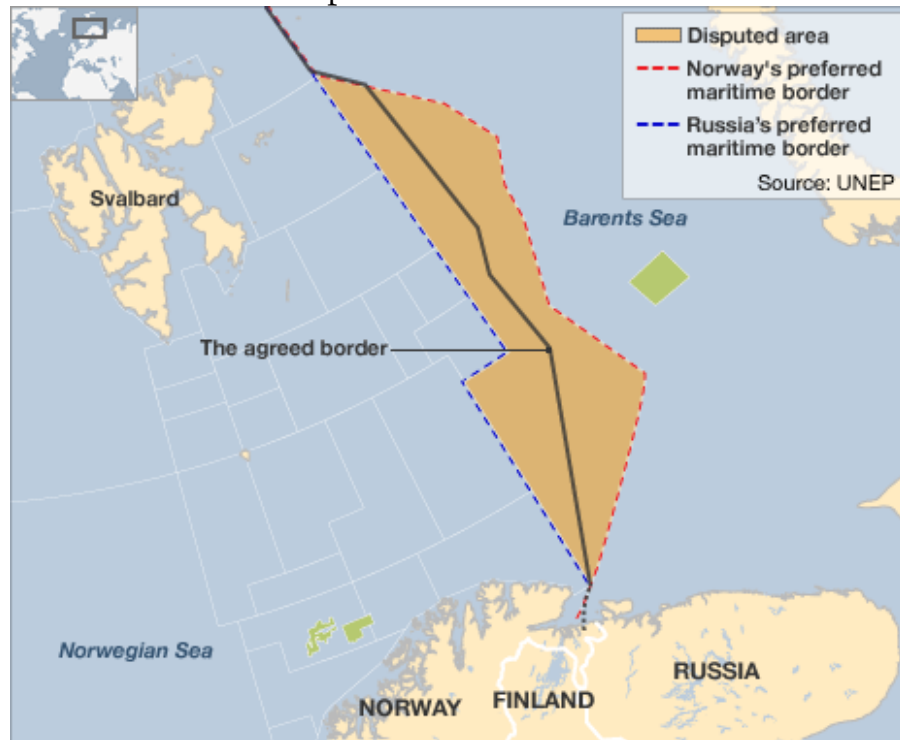 Disputed area
Norway's preferred
maritime border
Russia's preferred
maritime border
Source: UNEP
Svalbard
Barents Sea
The agreed border
Norwegian Sea
NORWAY
FINLAND
RUSSIA